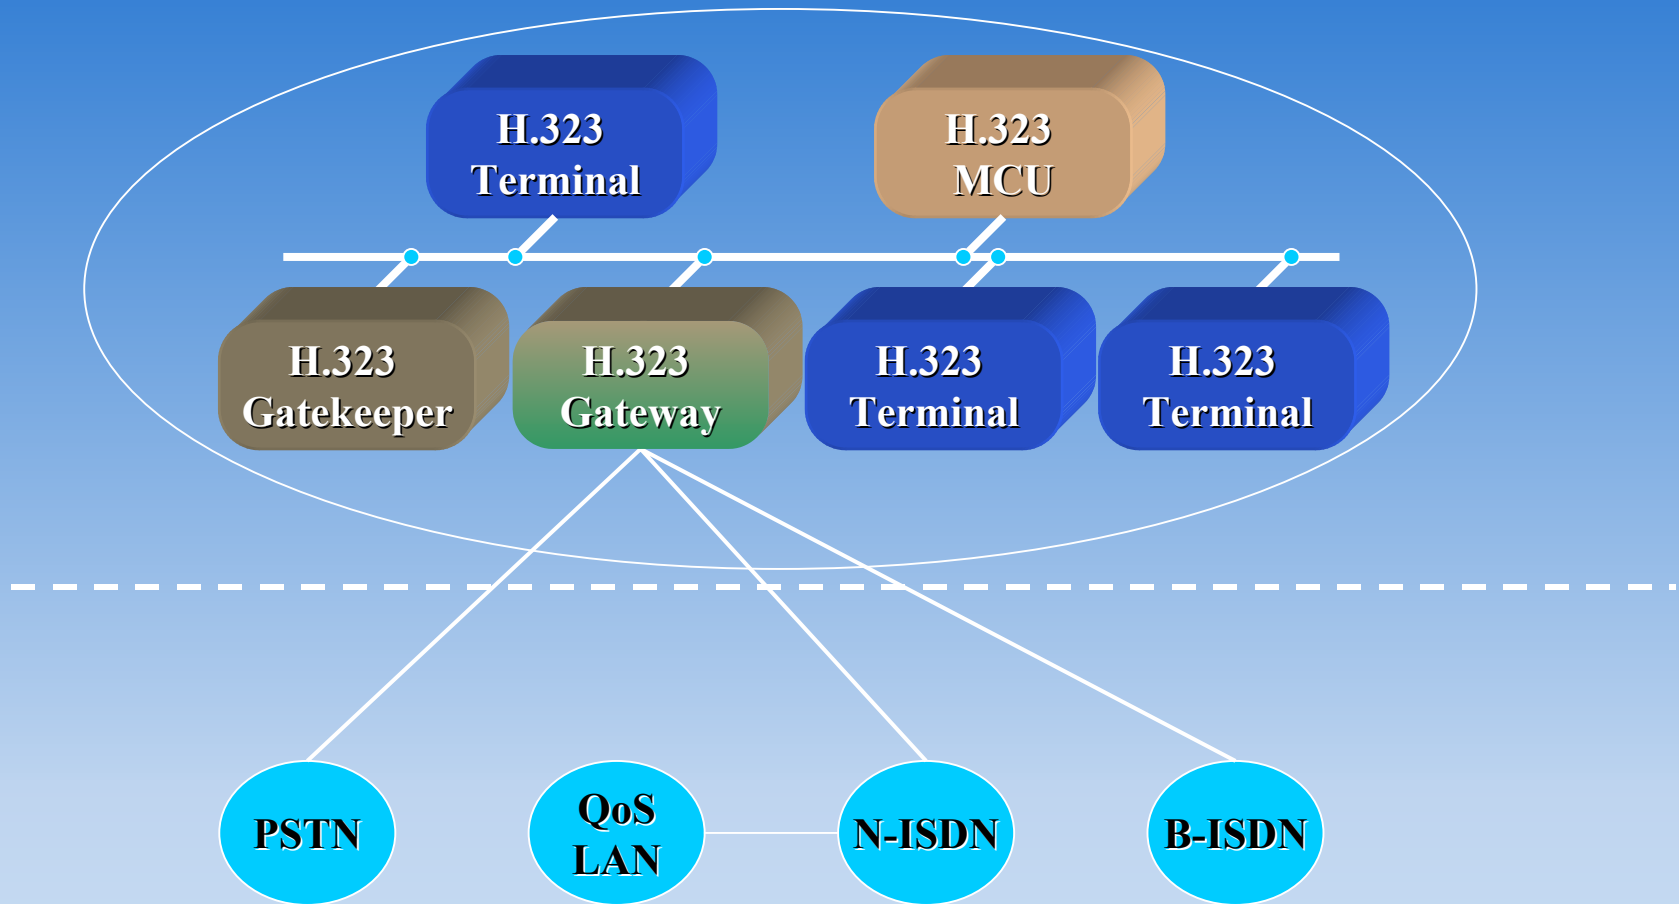 H.323
Terminal
H.323
MCU
H.323
Gatekeeper
H.323
Gateway
H.323
Terminal
H.323
Terminal
PSTN
QoS
LAN
N-ISDN
B-ISDN